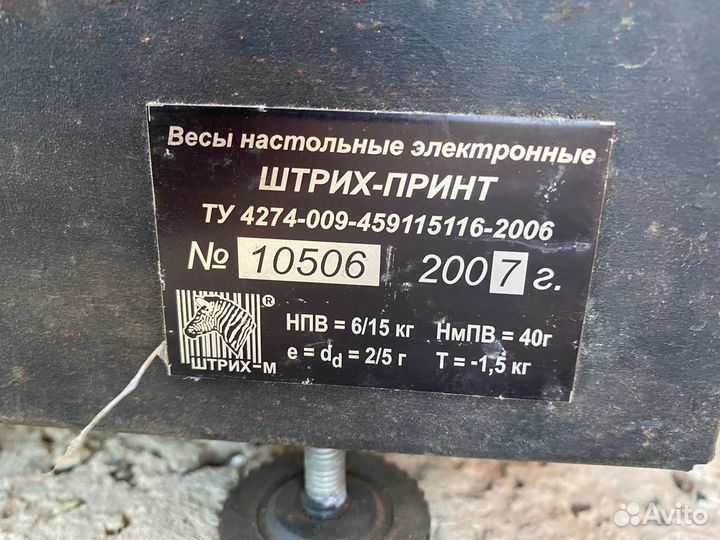 Весы настольные электронные
ШТРИХ-ПРИНТ
ТУ 4274-009-459115116-2006
№ 10506 2007 г.
НПВ = 6/15 кг НмПВ = 40г
e = dd = 2/5 г Т = -1,5 кг
®
ШТРИХ-М
Avito